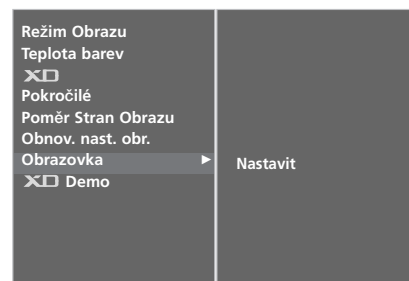 Režim Obrazu
Teplota barev
XD
Pokročilé
Poměr Stran Obrazu
Obnov. nast. obr.
Obrazovka ► Nastavit
XD Demo